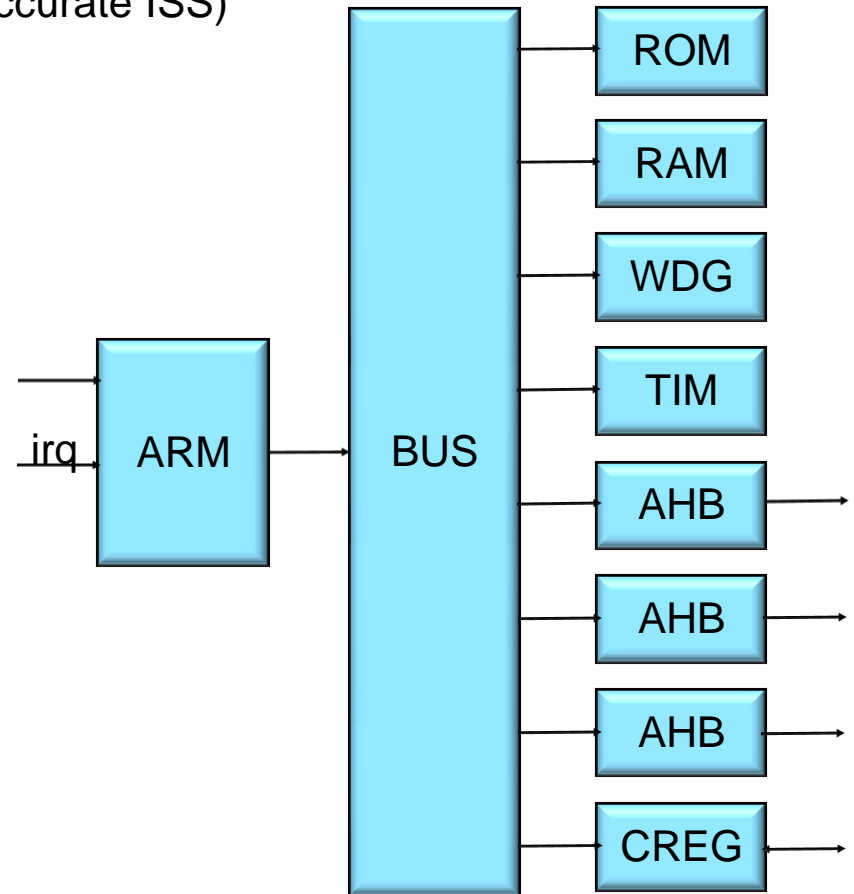 ccurate ISS)
ROM
RAM
WDG
TIM
irq
ARM
BUS
AHB
AHB
AHB
CREG